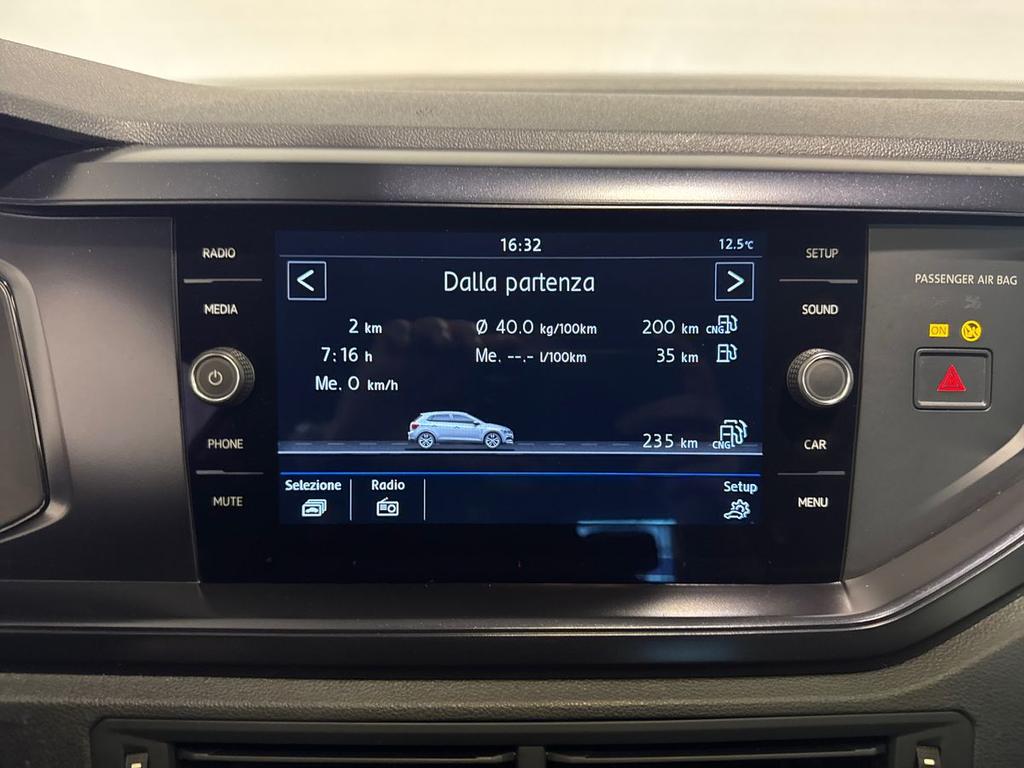 RADIO
MEDIA
PHONE
MUTE
16:32 12.5°C
< Dalla partenza >
2 km Ø 40.0 kg/100km 200 km CNG
7:16 h Me. --.- l/100km 35 km
Me. 0 km/h
235 km CNG
Selezione Radio Setup
SETUP
SOUND
CAR
MENU
PASSENGER AIR BAG
ON